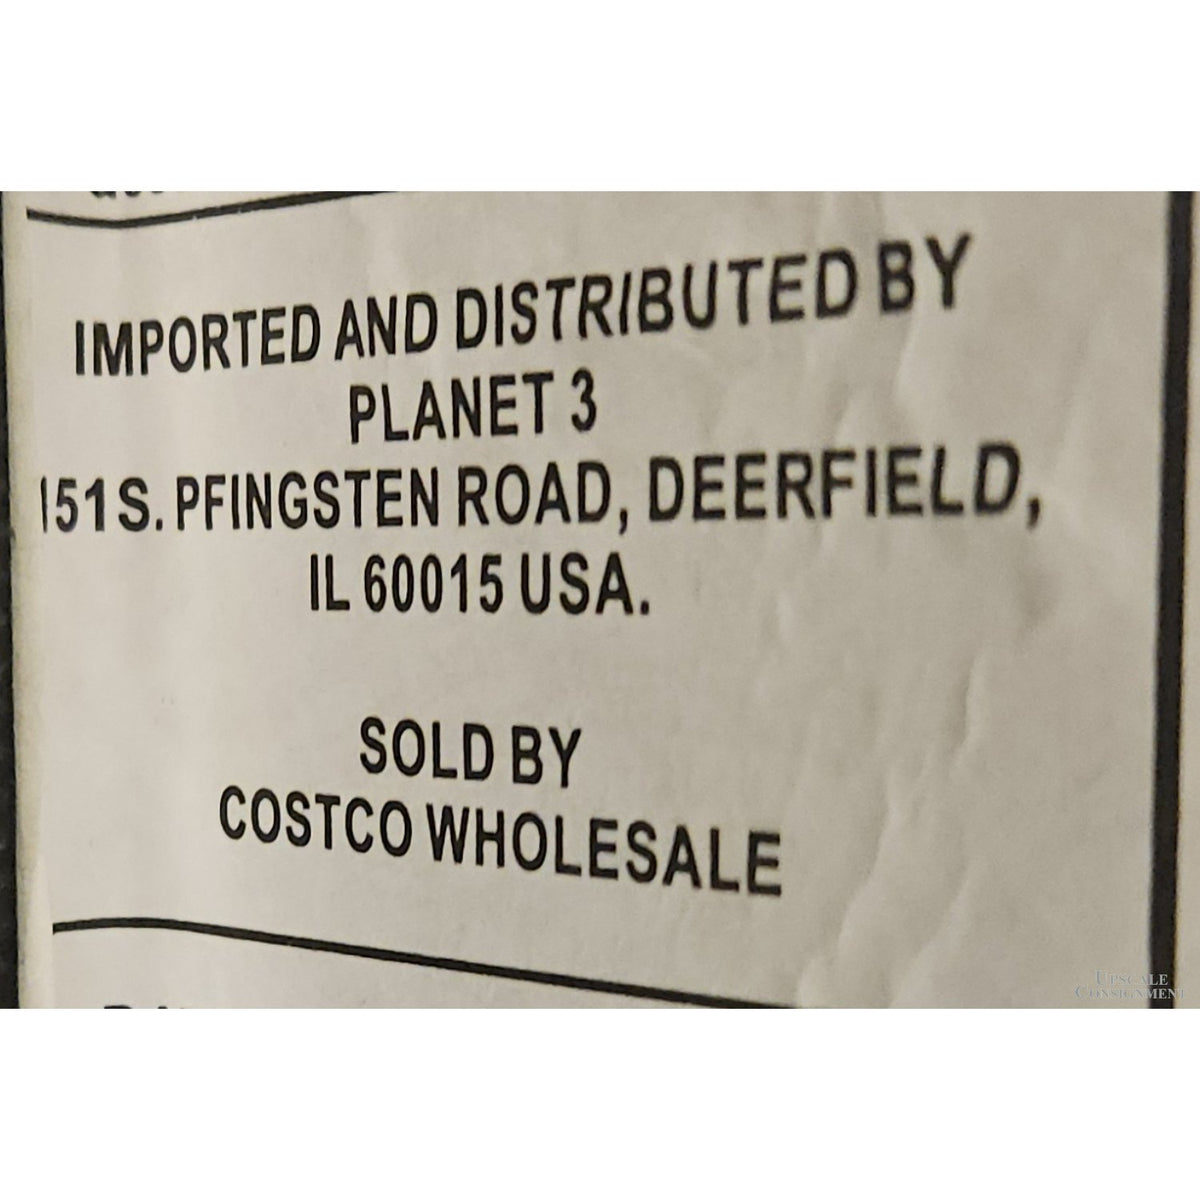 IMPORTED AND DISTRIBUTED BY
PLANET 3
151 S. PFINGSTEN ROAD, DEERFIELD,
IL 60015 USA.
SOLD BY
COSTCO WHOLESALE
UPSCALE
CONSIGNMENT